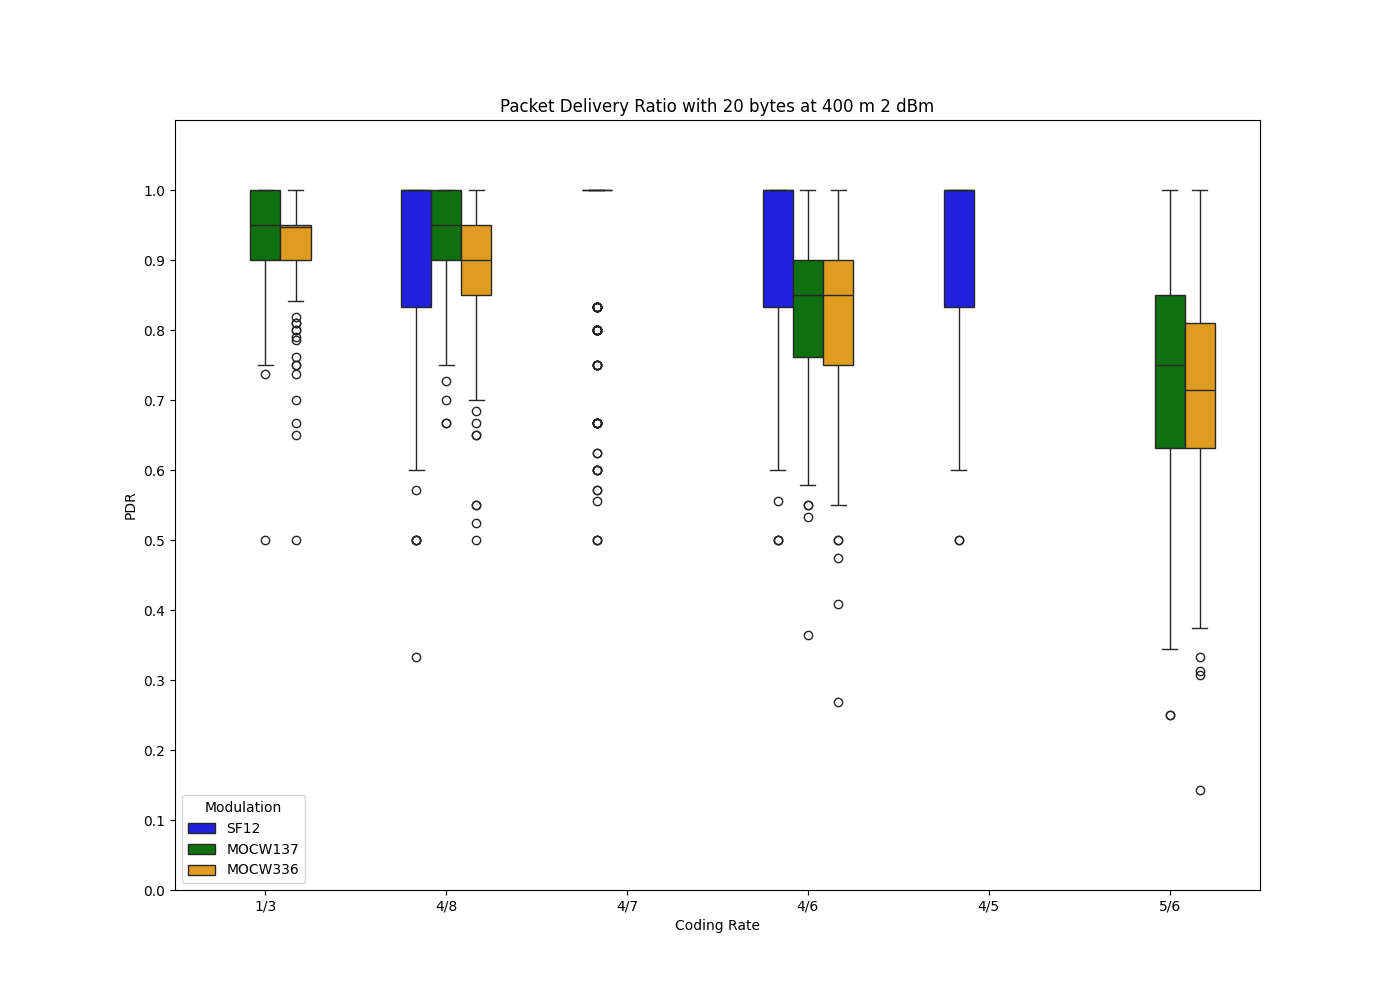 Packet Delivery Ratio with 20 bytes at 400 m 2 dBm
PDR
1.0
0.9
0.8
0.7
0.6
0.5
0.4
0.3
0.2
0.1
0.0
Modulation
SF12
MOCW137
MOCW336
1/3 4/8 4/7 4/6 4/5 5/6
Coding Rate